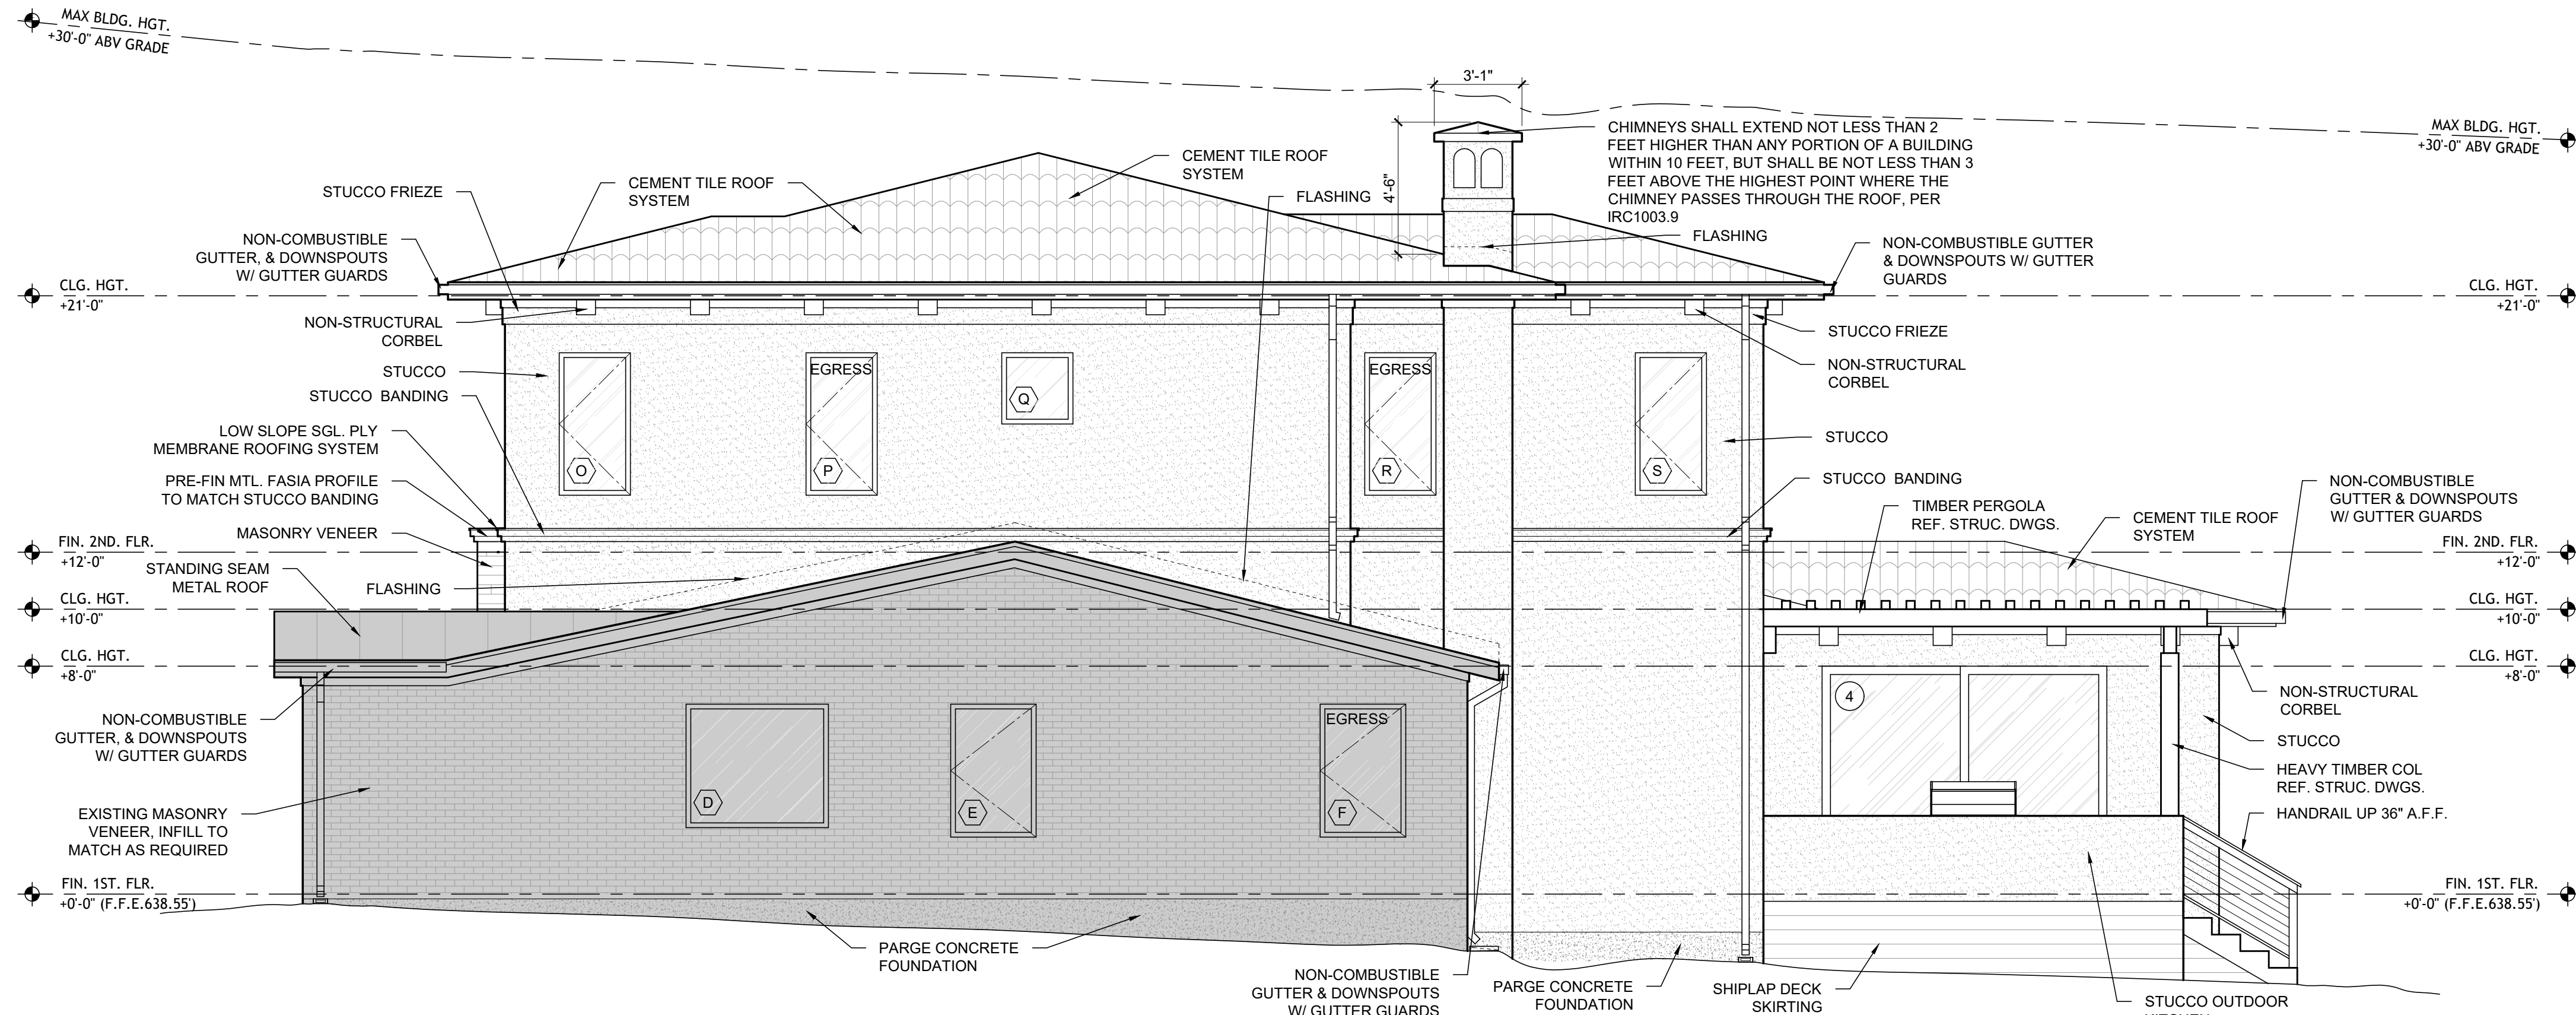 MAX BLDG. HGT.
+30'-0" ABV GRADE
3'-1"
4'-6"
CHIMNEYS SHALL EXTEND NOT LESS THAN 2
FEET HIGHER THAN ANY PORTION OF A BUILDING
WITHIN 10 FEET, BUT SHALL BE NOT LESS THAN 3
FEET ABOVE THE HIGHEST POINT WHERE THE
CHIMNEY PASSES THROUGH THE ROOF, PER
IRC1003.9
MAX BLDG. HGT.
+30'-0" ABV GRADE
CEMENT TILE ROOF
SYSTEM
CEMENT TILE ROOF
SYSTEM
STUCCO FRIEZE
FLASHING
FLASHING
NON-COMBUSTIBLE
GUTTER, & DOWNSPOUTS
W/ GUTTER GUARDS
NON-COMBUSTIBLE GUTTER
& DOWNSPOUTS W/ GUTTER
GUARDS
CLG. HGT.
+21'-0"
CLG. HGT.
+21'-0"
NON-STRUCTURAL
CORBEL
STUCCO FRIEZE
STUCCO
NON-STRUCTURAL
CORBEL
EGRESS
EGRESS
O
P
Q
R
S
STUCCO BANDING
STUCCO
LOW SLOPE SGL. PLY
MEMBRANE ROOFING SYSTEM
PRE-FIN MTL. FASIA PROFILE
TO MATCH STUCCO BANDING
STUCCO BANDING
TIMBER PERGOLA
REF. STRUC. DWGS.
CEMENT TILE ROOF
SYSTEM
NON-COMBUSTIBLE
GUTTER & DOWNSPOUTS
W/ GUTTER GUARDS
MASONRY VENEER
FIN. 2ND. FLR.
+12'-0"
FIN. 2ND. FLR.
+12'-0"
STANDING SEAM
METAL ROOF
FLASHING
CLG. HGT.
+10'-0"
CLG. HGT.
+10'-0"
CLG. HGT.
+8'-0"
CLG. HGT.
+8'-0"
NON-COMBUSTIBLE
GUTTER, & DOWNSPOUTS
W/ GUTTER GUARDS
EGRESS
D
E
F
4
NON-STRUCTURAL
CORBEL
STUCCO
HEAVY TIMBER COL
REF. STRUC. DWGS.
HANDRAIL UP 36" A.F.F.
EXISTING MASONRY
VENEER, INFILL TO
MATCH AS REQUIRED
FIN. 1ST. FLR.
+0'-0" (F.F.E.638.55')
FIN. 1ST. FLR.
+0'-0" (F.F.E.638.55')
PARGE CONCRETE
FOUNDATION
NON-COMBUSTIBLE
GUTTER & DOWNSPOUTS
W/ GUTTER GUARDS
PARGE CONCRETE
FOUNDATION
SHIPLAP DECK
SKIRTING
STUCCO OUTDOOR